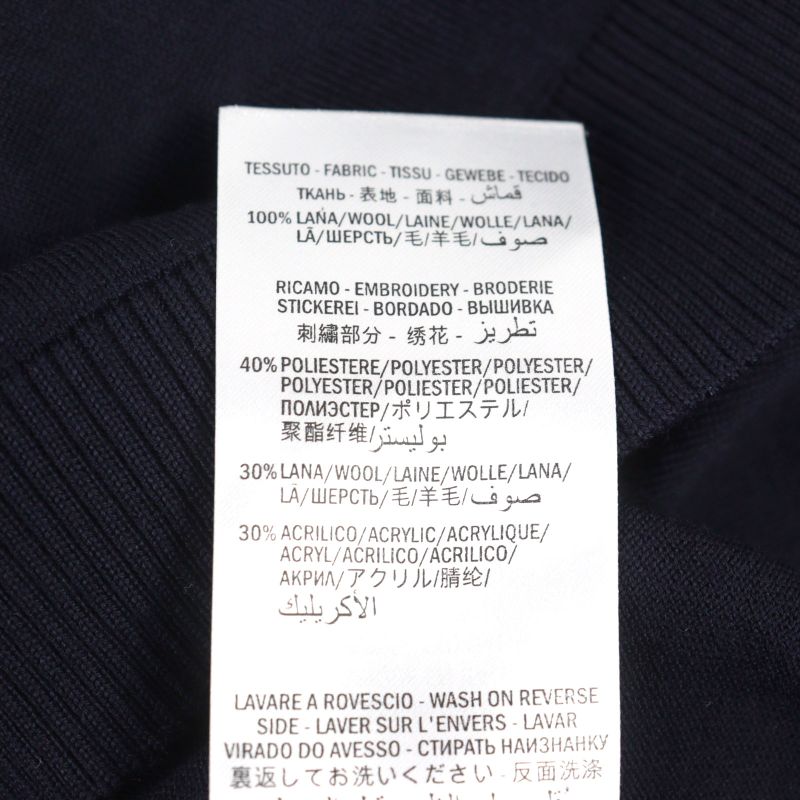 TESSUTO - FABRIC - TISSU - GEWEBE - TECIDO
ТКАНЬ - 表地 - 面料 - قماش
100% LANA/WOOL/LAINE/WOLLE/LANA/
LÃ/ШЕРСТЬ/毛/羊毛/صوف
RICAMO - EMBROIDERY - BRODERIE
STICKEREI - BORDADO - ВЫШИВКА
刺繍部分 - 绣花 - تطريز
40% POLIESTERE/POLYESTER/POLYESTER/
POLYESTER/POLIESTER/POLIESTER/
ПОЛИЭСТЕР/ポリエステル/
聚酯纤维/بوليستر
30% LANA/WOOL/LAINE/WOLLE/LANA/
LÃ/ШЕРСТЬ/毛/羊毛/صوف
30% ACRILICO/ACRYLIC/ACRYLIQUE/
ACRYL/ACRILICO/ACRILICO/
АКРИЛ/アクリル/腈纶/
الأكريليك
LAVARE A ROVESCIO - WASH ON REVERSE
SIDE - LAVER SUR L'ENVERS - LAVAR
VIRADO DO AVESSO - СТИРАТЬ НАИЗНАНКУ
裏返してお洗いください - 反面洗涤